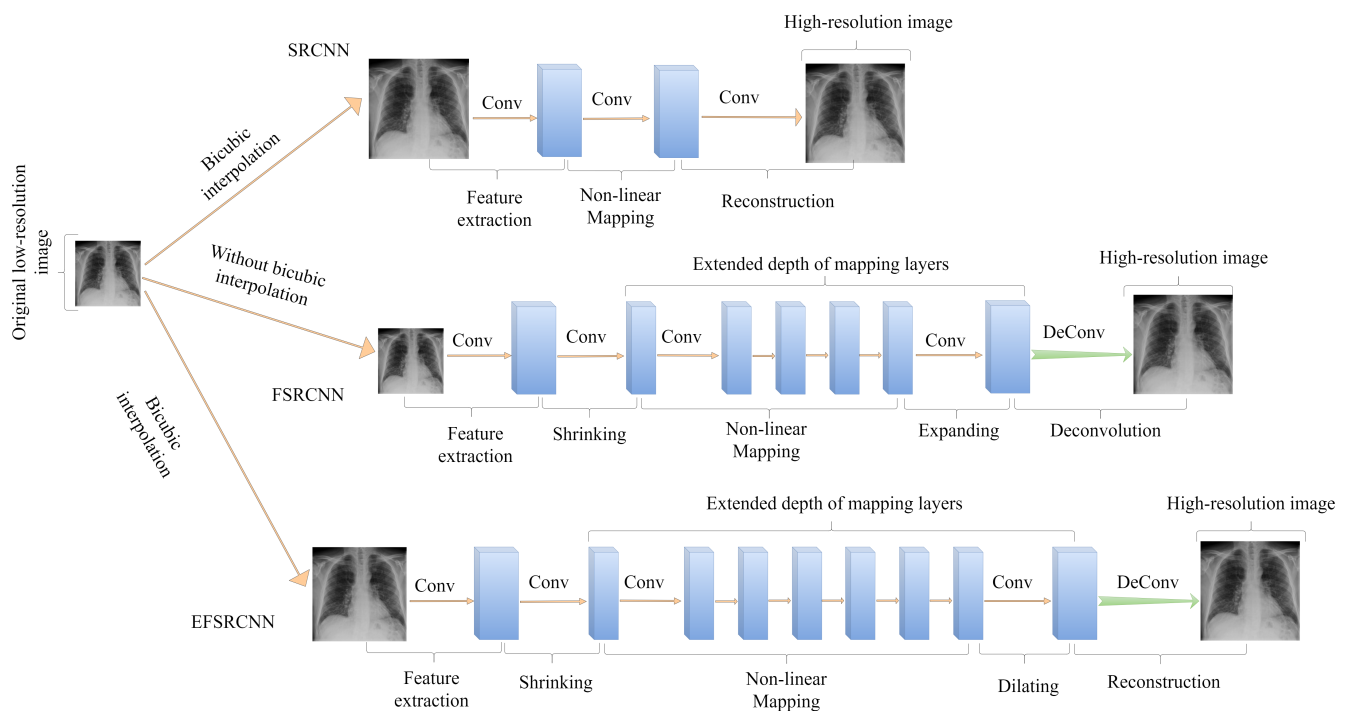 Original low-resolution
image
Bicubic
interpolation
Without bicubic
interpolation
Bicubic
interpolation
SRCNN
Conv
Conv
Conv
High-resolution image
Feature
extraction
Non-linear
Mapping
Reconstruction
FSRCNN
Extended depth of mapping layers
High-resolution image
Conv
Conv
Conv
Conv
DeConv
Feature
extraction
Shrinking
Non-linear
Mapping
Expanding
Deconvolution
EFSRCNN
Extended depth of mapping layers
High-resolution image
Conv
Conv
Conv
Conv
DeConv
Feature
extraction
Shrinking
Non-linear
Mapping
Dilating
Reconstruction